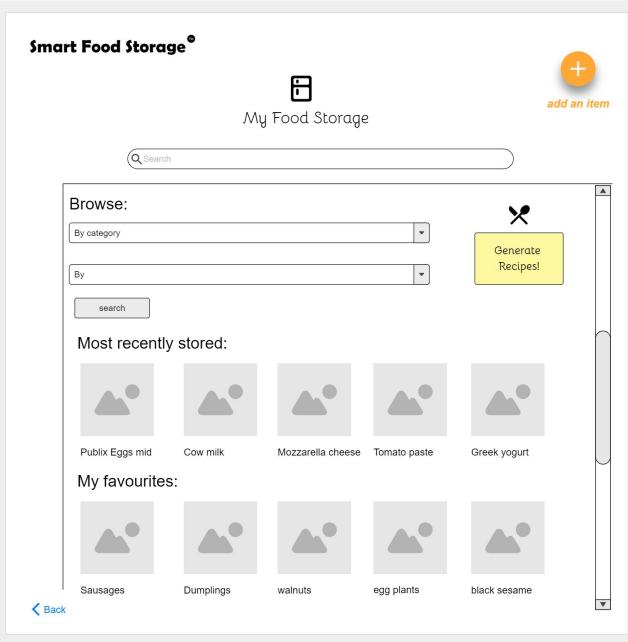 Smart Food Storage
add an item
My Food Storage
Search
Browse:
By category
Generate
Recipes!
By
search
Most recently stored:
Publix Eggs mid
Cow milk
Mozzarella cheese
Tomato paste
Greek yogurt
My favourites:
Sausages
Dumplings
walnuts
egg plants
black sesame
Back